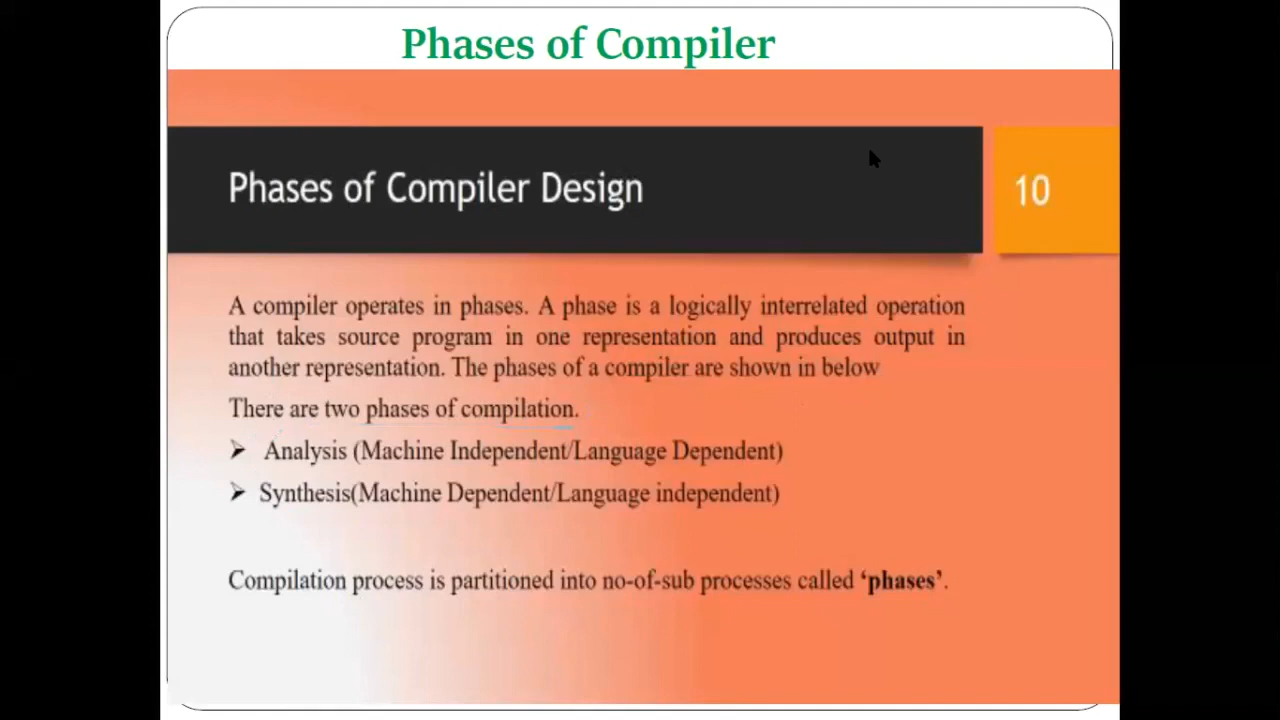 Phases of Compiler
Phases of Compiler Design
10
A compiler operates in phases. A phase is a logically interrelated operation
that takes source program in one representation and produces output in
another representation. The phases of a compiler are shown in below
There are two phases of compilation.
➢ Analysis (Machine Independent/Language Dependent)
➢ Synthesis(Machine Dependent/Language independent)
Compilation process is partitioned into no-of-sub processes called ‘phases’.